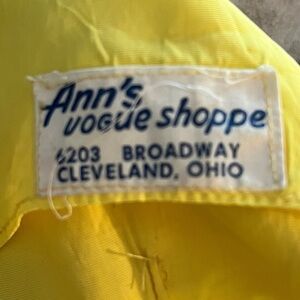 Ann's
vogue shoppe
6203 BROADWAY
CLEVELAND, OHIO